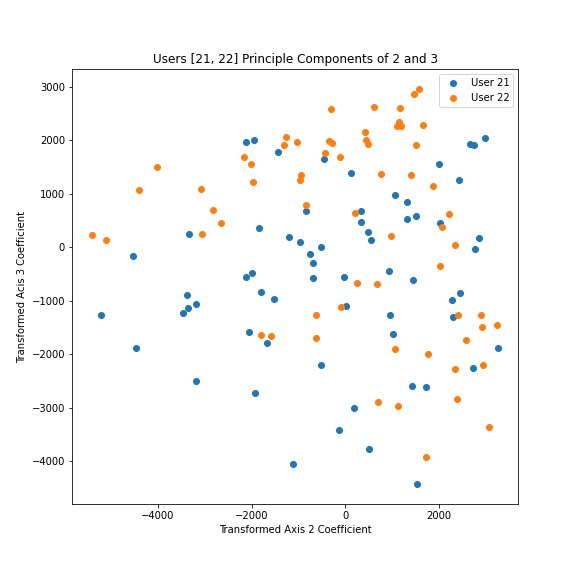 Users [21, 22] Principle Components of 2 and 3
User 21
User 22
3000
2000
1000
0
−1000
−2000
−3000
−4000
Transformed Acis 3 Coefficient
−4000
−2000
0
2000
Transformed Axis 2 Coefficient